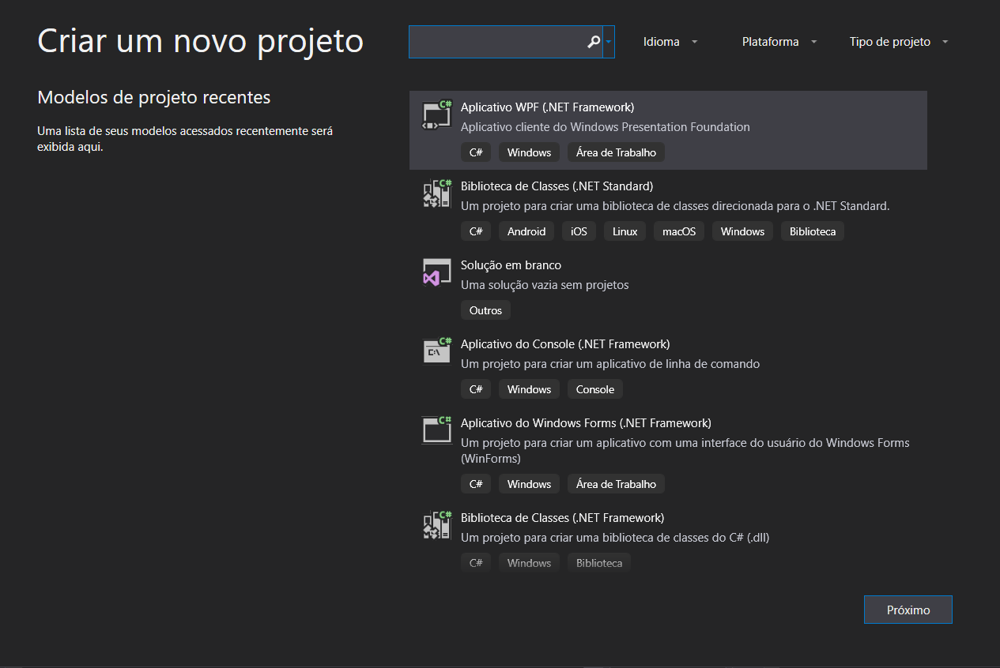 Criar um novo projeto
Idioma
Plataforma
Tipo de projeto
Modelos de projeto recentes
Uma lista de seus modelos acessados recentemente será
exibida aqui.
C#
Aplicativo WPF (.NET Framework)
Aplicativo cliente do Windows Presentation Foundation
C# Windows Área de Trabalho
C#
Biblioteca de Classes (.NET Standard)
Um projeto para criar uma biblioteca de classes direcionada para o .NET Standard.
C# Android iOS Linux macOS Windows Biblioteca
Solução em branco
Uma solução vazia sem projetos
Outros
C#
C:\
Aplicativo do Console (.NET Framework)
Um projeto para criar um aplicativo de linha de comando
C# Windows Console
C#
Aplicativo do Windows Forms (.NET Framework)
Um projeto para criar um aplicativo com uma interface do usuário do Windows Forms
(WinForms)
C# Windows Área de Trabalho
C#
Biblioteca de Classes (.NET Framework)
Um projeto para criar uma biblioteca de classes do C# (.dll)
C# Windows Biblioteca
Próximo